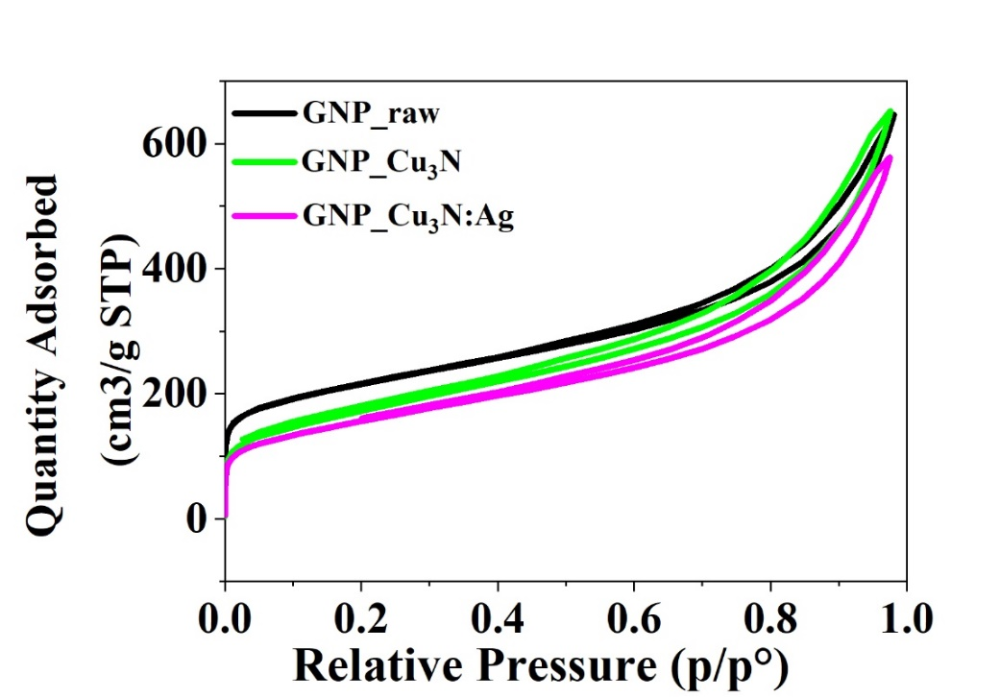 GNP_raw
GNP_Cu₃N
GNP_Cu₃N:Ag
Quantity Adsorbed
(cm3/g STP)
600
400
200
0
0.0 0.2 0.4 0.6 0.8 1.0
Relative Pressure (p/p°)